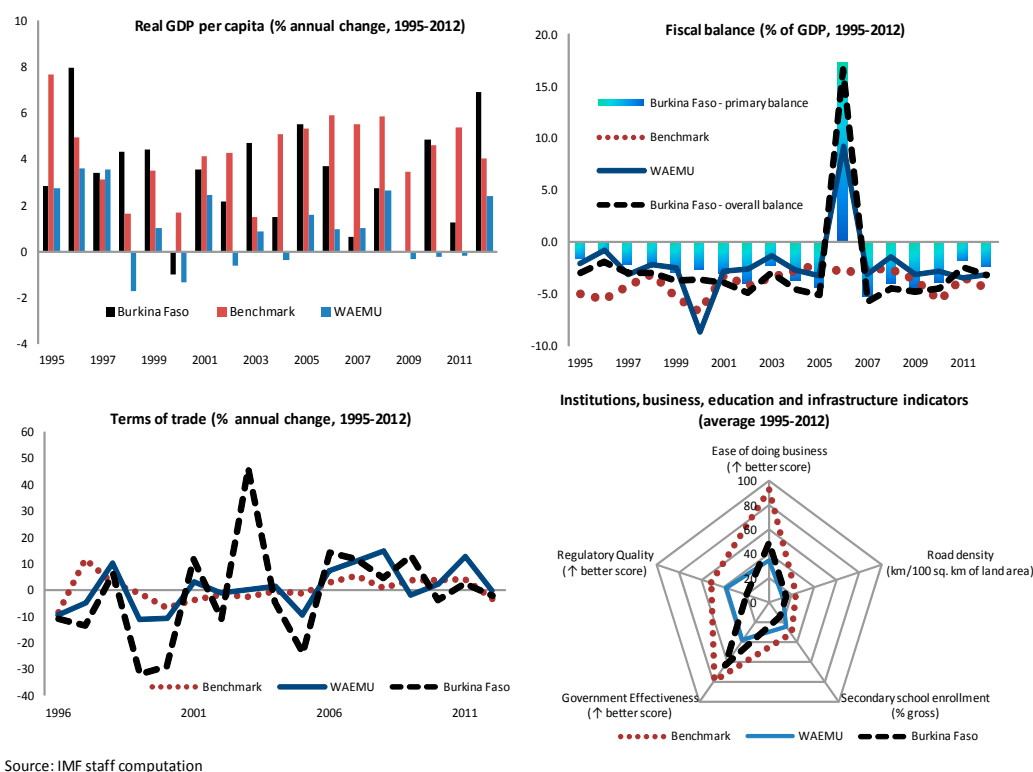 Real GDP per capita (% annual change, 1995-2012)
10
8
6
4
2
0
-2
-4
Burkina Faso
Benchmark
WAEMU
1995
1997
1999
2001
2003
2005
2007
2009
2011
Fiscal balance (% of GDP, 1995-2012)
20.0
15.0
10.0
5.0
0.0
-5.0
-10.0
Burkina Faso - primary balance
Benchmark
WAEMU
Burkina Faso - overall balance
1995
1997
1999
2001
2003
2005
2007
2009
2011
Terms of trade (% annual change, 1995-2012)
60
50
40
30
20
10
0
-10
-20
-30
-40
Benchmark
WAEMU
Burkina Faso
1996
2001
2006
2011
Institutions, business, education and infrastructure indicators
(average 1995-2012)
Ease of doing business
(↑ better score)
100
80
60
40
20
0
Regulatory Quality
(↑ better score)
Road density
(km/100 sq. km of land area)
Government Effectiveness
(↑ better score)
Secondary school enrollment
(% gross)
Benchmark
WAEMU
Burkina Faso
Source: IMF staff computation